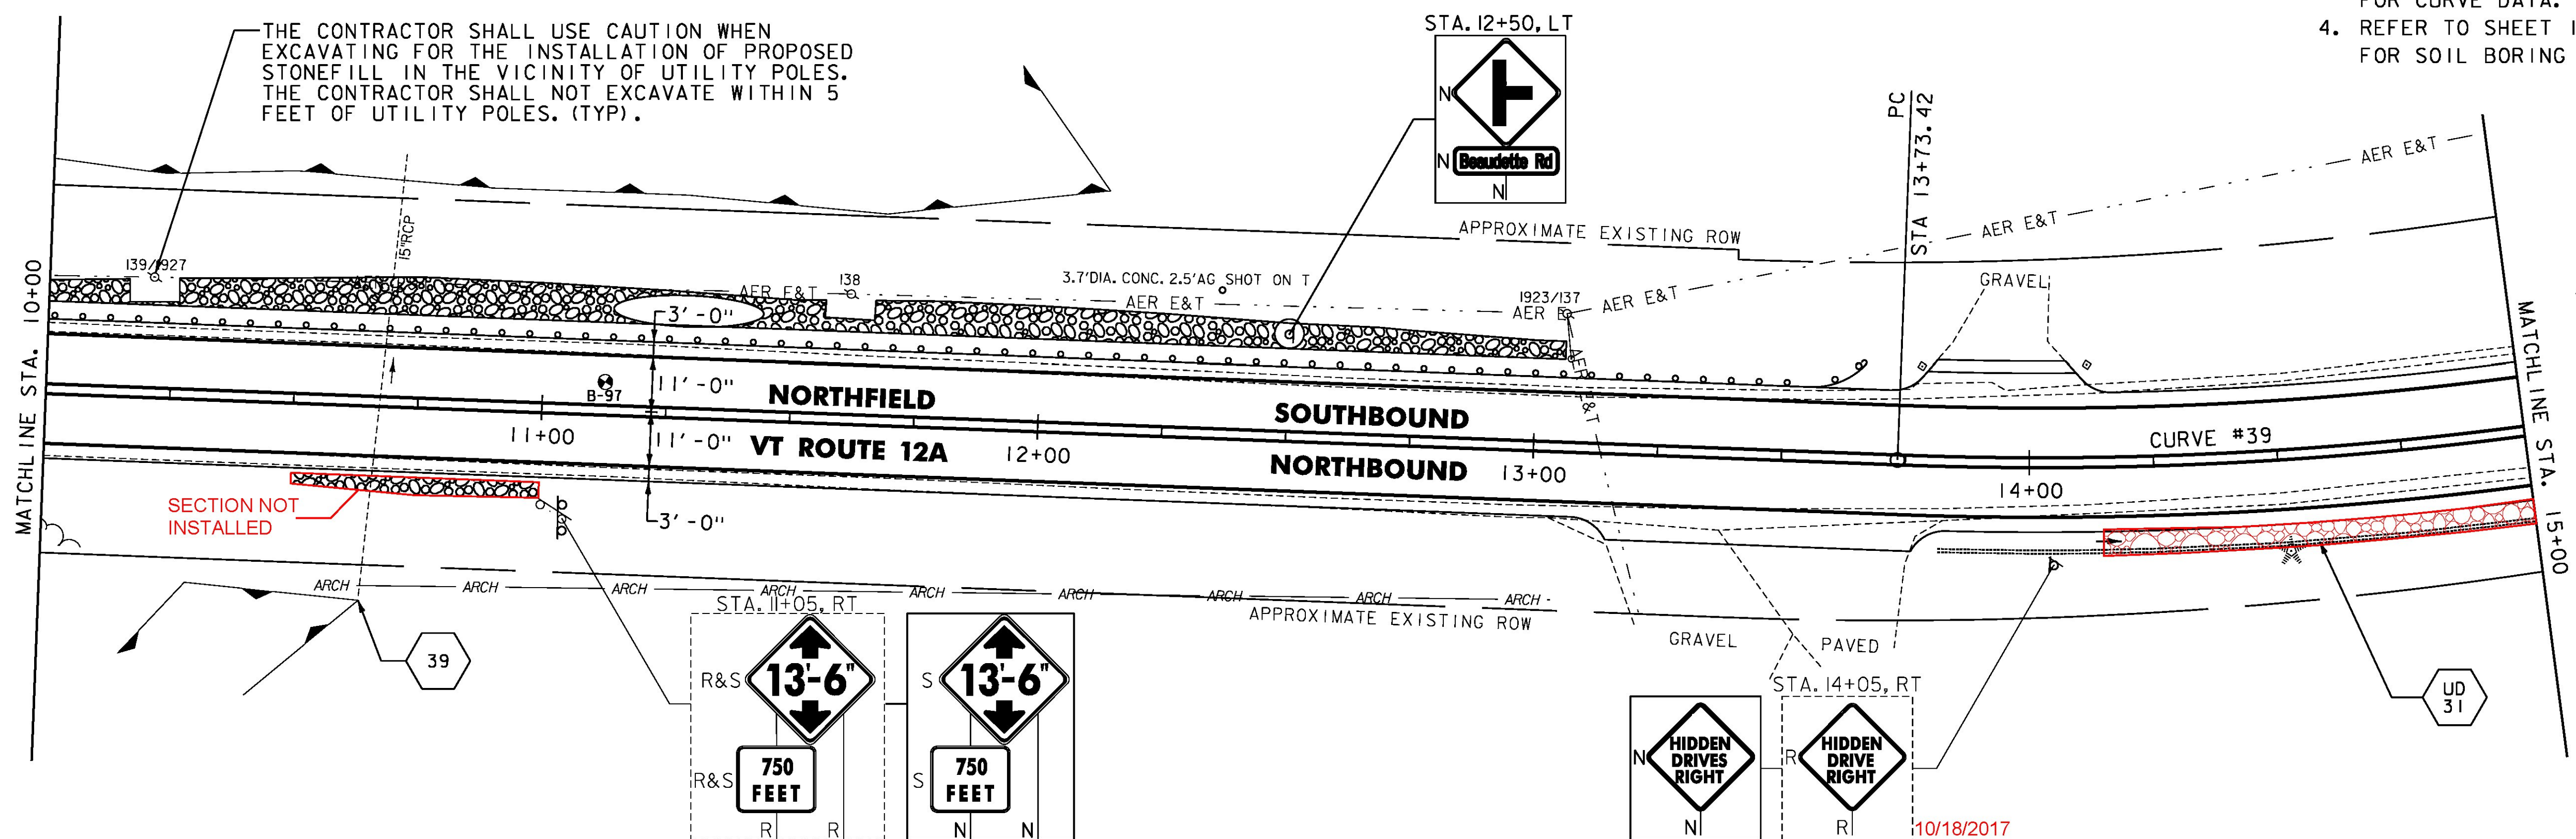 THE CONTRACTOR SHALL USE CAUTION WHEN
EXCAVATING FOR THE INSTALLATION OF PROPOSED
STONEFILL IN THE VICINITY OF UTILITY POLES.
THE CONTRACTOR SHALL NOT EXCAVATE WITHIN 5
FEET OF UTILITY POLES. (TYP).
FOR CURVE DATA.
4. REFER TO SHEET 1
FOR SOIL BORING
STA. 12+50, LT
N
N Beaudette Rd
N
PC
STA 13+73.42
AER E&T
AER E&T
APPROXIMATE EXISTING ROW
15"RCP
139/1927
138
AER E&T
3.7'DIA. CONC. 2.5'AG SHOT ON T
AER E&T
1923/137
AER E
AER E&T
AER E&T
GRAVEL
9
MATCHLINE STA. 10+00
MATCHLINE STA. 15+00
3'-0"
11'-0"
B-97
NORTHFIELD
SOUTHBOUND
11+00
11'-0"
VT ROUTE 12A
12+00
NORTHBOUND
13+00
CURVE #39
14+00
3'-0"
SECTION NOT
INSTALLED
ARCH ARCH ARCH ARCH ARCH ARCH ARCH ARCH ARCH
APPROXIMATE EXISTING ROW
GRAVEL
PAVED
39
UD
31
STA. 11+05, RT
R&S 13'-6"
R&S 750
FEET
R R
S 13'-6"
S 750
FEET
N N
STA. 14+05, RT
N HIDDEN
DRIVES
RIGHT
N
R HIDDEN
DRIVE
RIGHT
R
10/18/2017